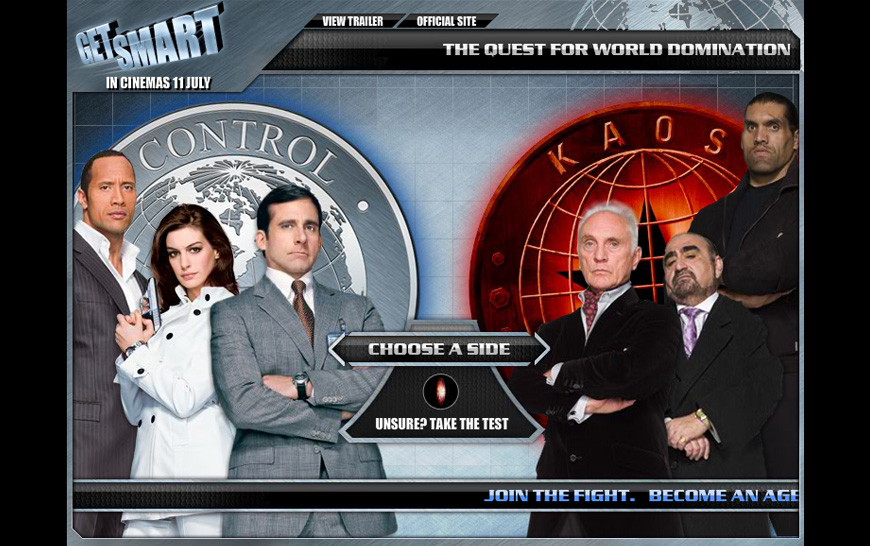 GET SMART
IN CINEMAS 11 JULY
VIEW TRAILER
OFFICIAL SITE
THE QUEST FOR WORLD DOMINATION
CONTROL
KAOS
CHOOSE A SIDE
UNSURE? TAKE THE TEST
JOIN THE FIGHT. BECOME AN AGE